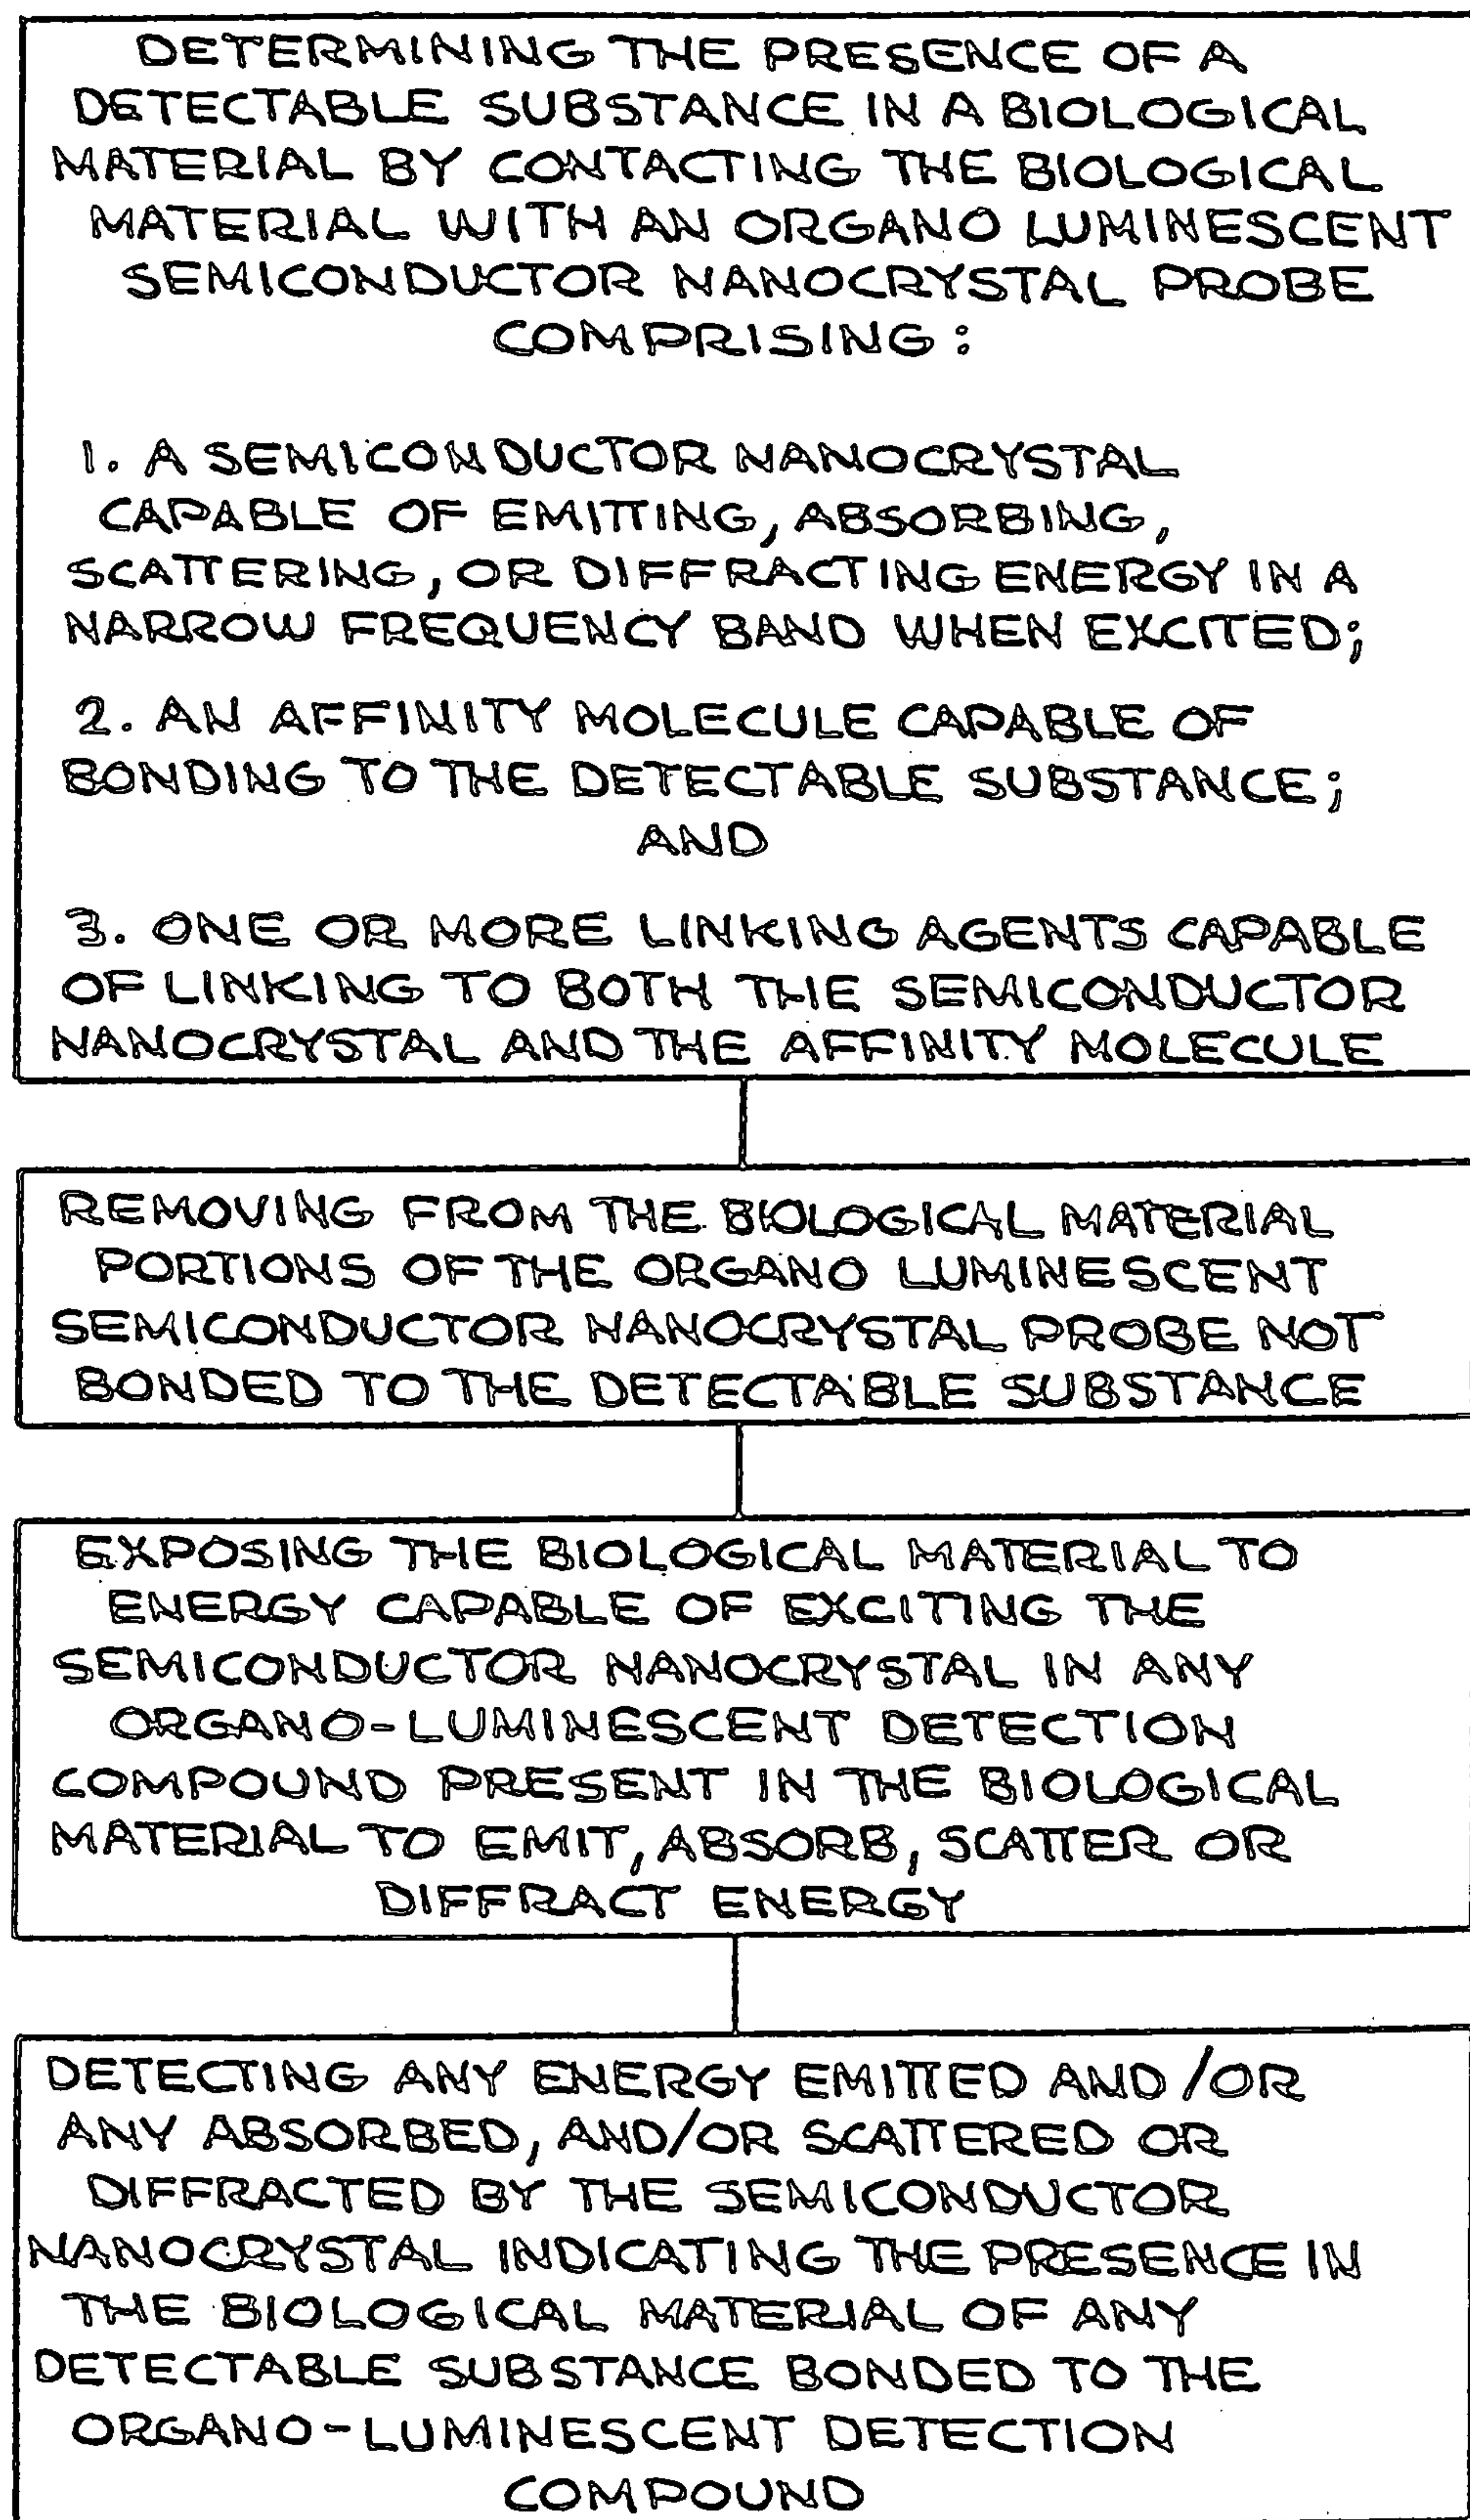 DETERMINING THE PRESENCE OF A
DETECTABLE SUBSTANCE IN A BIOLOGICAL
MATERIAL BY CONTACTING THE BIOLOGICAL
MATERIAL WITH AN ORGANO LUMINESCENT
SEMICONDUCTOR NANOCRYSTAL PROBE
COMPRISING:
1. A SEMICONDUCTOR NANOCRYSTAL
CAPABLE OF EMITTING, ABSORBING,
SCATTERING, OR DIFFRACTING ENERGY IN A
NARROW FREQUENCY BAND WHEN EXCITED;
2. AN AFFINITY MOLECULE CAPABLE OF
BONDING TO THE DETECTABLE SUBSTANCE;
AND
3. ONE OR MORE LINKING AGENTS CAPABLE
OF LINKING TO BOTH THE SEMICONDUCTOR
NANOCRYSTAL AND THE AFFINITY MOLECULE
REMOVING FROM THE BIOLOGICAL MATERIAL
PORTIONS OF THE ORGANO LUMINESCENT
SEMICONDUCTOR NANOCRYSTAL PROBE NOT
BONDED TO THE DETECTABLE SUBSTANCE
EXPOSING THE BIOLOGICAL MATERIAL TO
ENERGY CAPABLE OF EXCITING THE
SEMICONDUCTOR NANOCRYSTAL IN ANY
ORGANO-LUMINESCENT DETECTION
COMPOUND PRESENT IN THE BIOLOGICAL
MATERIAL TO EMIT, ABSORB, SCATTER OR
DIFFRACT ENERGY
DETECTING ANY ENERGY EMITTED AND/OR
ANY ABSORBED, AND/OR SCATTERED OR
DIFFRACTED BY THE SEMICONDUCTOR
NANOCRYSTAL INDICATING THE PRESENCE IN
THE BIOLOGICAL MATERIAL OF ANY
DETECTABLE SUBSTANCE BONDED TO THE
ORGANO-LUMINESCENT DETECTION
COMPOUND